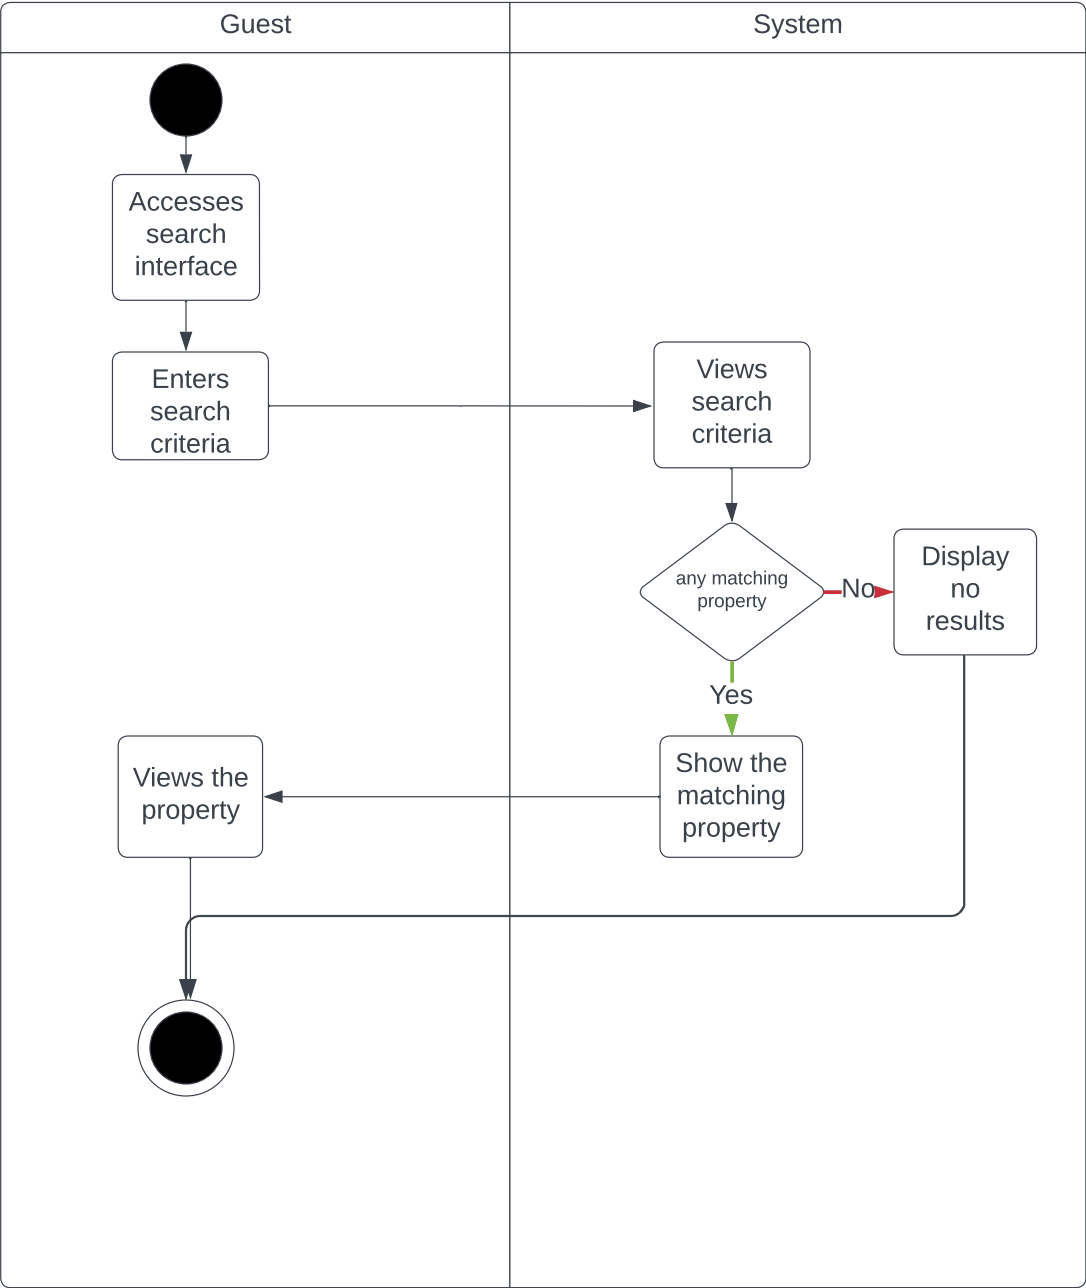 Guest
System
Accesses
search
interface
Enters
search
criteria
Views
search
criteria
any matching
property
No
Display
no
results
Yes
Show the
matching
property
Views the
property